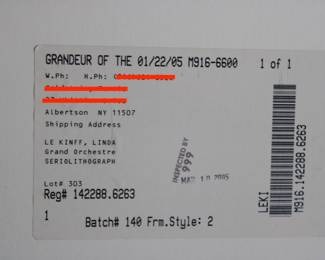 GRANDEUR OF THE 01/22/05 M916-6600
1 of 1
W.Ph: H.Ph:
Albertson NY 11507
Shipping Address
LE KINFF, LINDA
Grand Orchestre
SERIOLITHOGRAPH
INSPECTED BY
999
MAY 10 2005
Lot# 303
Reg# 142288.6263
1 Batch# 140 Frm.Style: 2
LEKI
M916.142288.6263